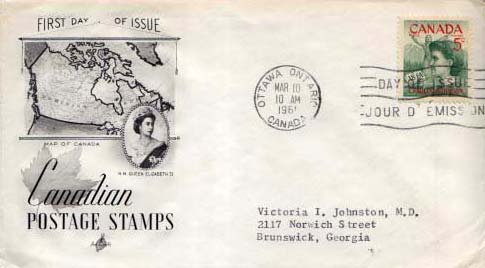 FIRST DAY OF ISSUE
MAP OF CANADA
H.M. QUEEN ELIZABETH II
Canadian
POSTAGE STAMPS
OTTAWA ONTARIO
MAR 10
10 AM
1961
CANADA
CANADA
5¢
DAY
JOUR D'EMISSION
Victoria I. Johnston, M.D.
2117 Norwich Street
Brunswick, Georgia